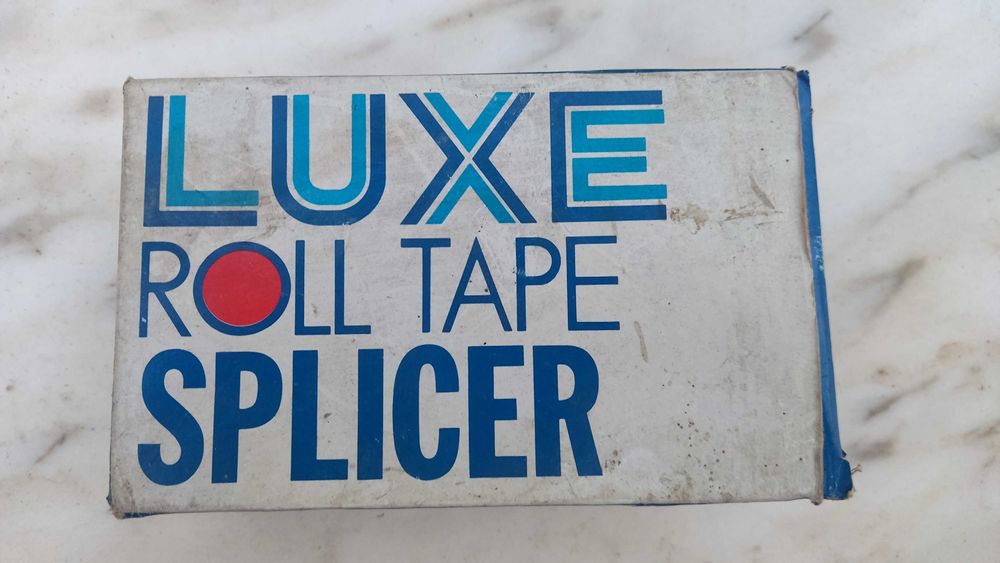 LUXE
ROLL TAPE
SPLICER